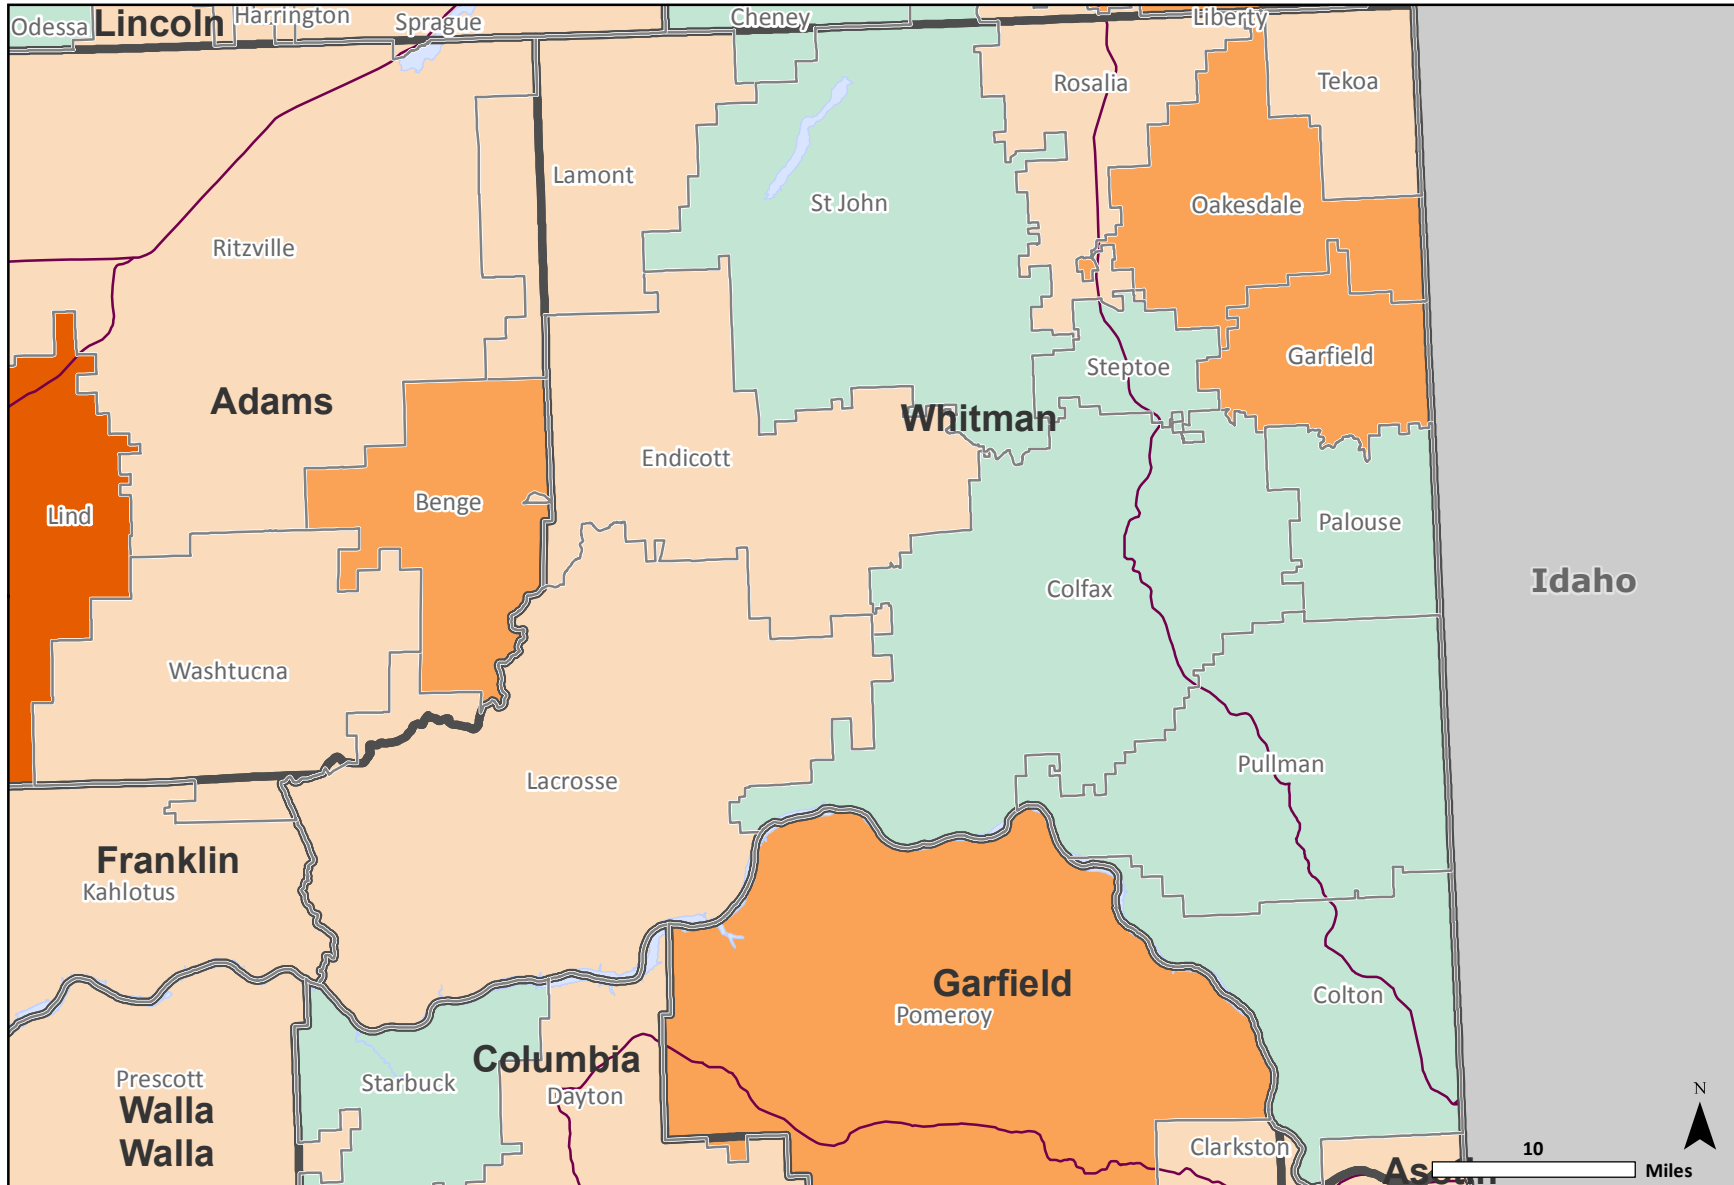 Odessa
Lincoln
Harrington
Sprague
Cheney
Liberty
Rosalia
Tekoa
Lamont
St John
Oakesdale
Ritzville
Garfield
Steptoe
Adams
Whitman
Endicott
Benge
Lind
Palouse
Colfax
Idaho
Washtucna
Pullman
Lacrosse
Franklin
Kahlotus
Garfield
Pomeroy
Colton
Columbia
Starbuck
Dayton
Prescott
Walla
Walla
Clarkston
N
10
Miles